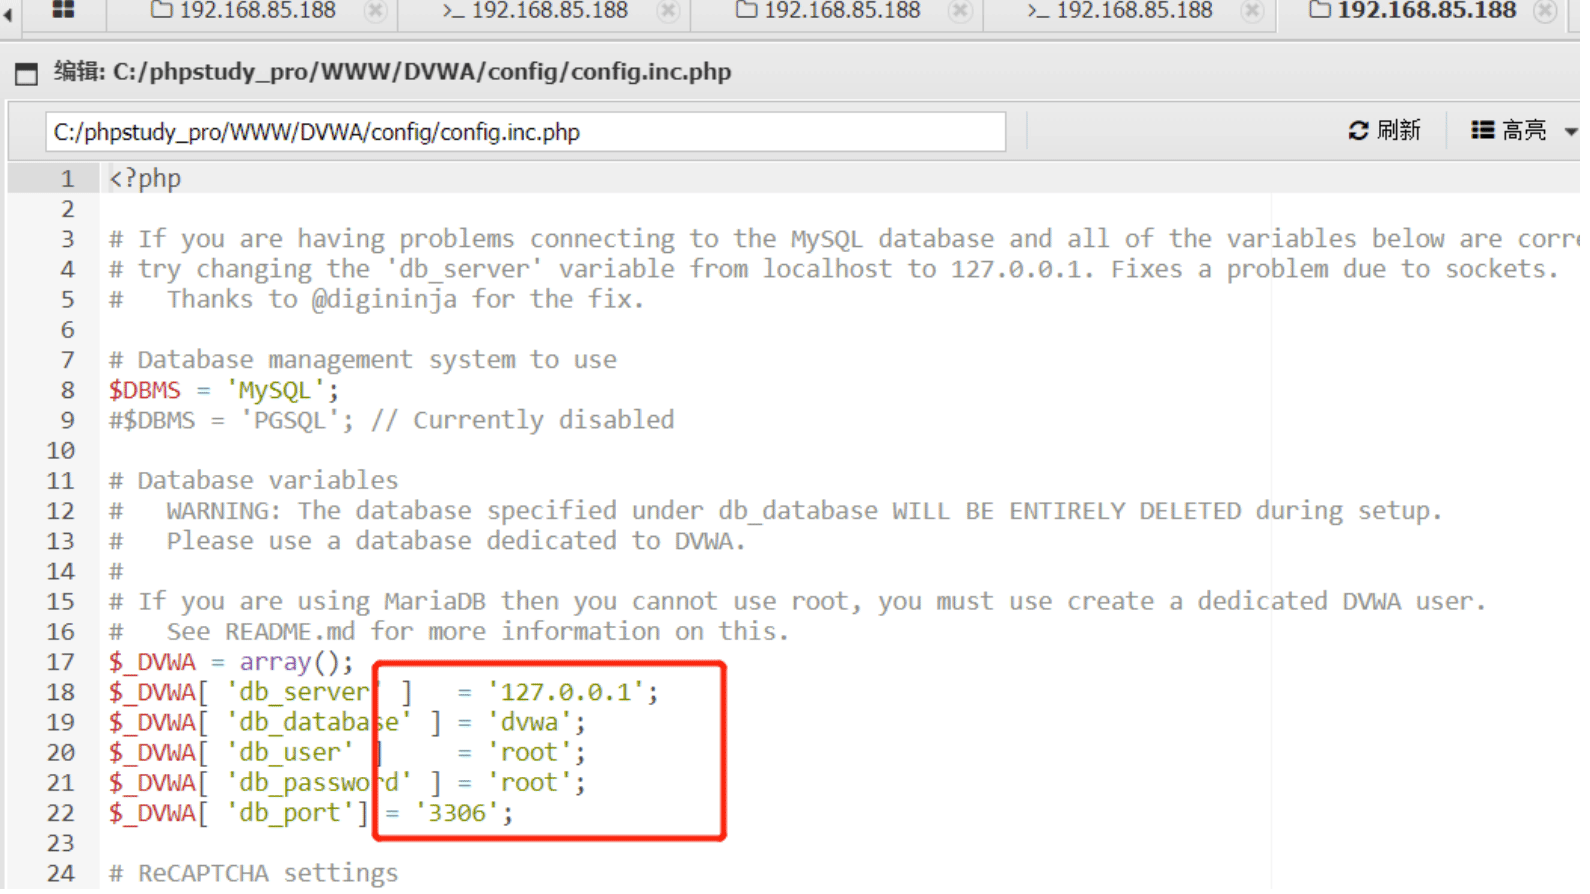 192.168.85.188
>_ 192.168.85.188
192.168.85.188
>_ 192.168.85.188
192.168.85.188
编辑: C:/phpstudy_pro/WWW/DVWA/config/config.inc.php
C:/phpstudy_pro/WWW/DVWA/config/config.inc.php
刷新
高亮
1 <?php
2
3 # If you are having problems connecting to the MySQL database and all of the variables below are corre
4 # try changing the 'db_server' variable from localhost to 127.0.0.1. Fixes a problem due to sockets.
5 #   Thanks to @digininja for the fix.
6
7 # Database management system to use
8 $DBMS = 'MySQL';
9 #$DBMS = 'PGSQL'; // Currently disabled
10
11 # Database variables
12 #   WARNING: The database specified under db_database WILL BE ENTIRELY DELETED during setup.
13 #   Please use a database dedicated to DVWA.
14 #
15 # If you are using MariaDB then you cannot use root, you must use create a dedicated DVWA user.
16 #   See README.md for more information on this.
17 $_DVWA = array();
18 $_DVWA[ 'db_server' ]   = '127.0.0.1';
19 $_DVWA[ 'db_database' ] = 'dvwa';
20 $_DVWA[ 'db_user' ]     = 'root';
21 $_DVWA[ 'db_password' ] = 'root';
22 $_DVWA[ 'db_port'] = '3306';
23
24 # ReCAPTCHA settings